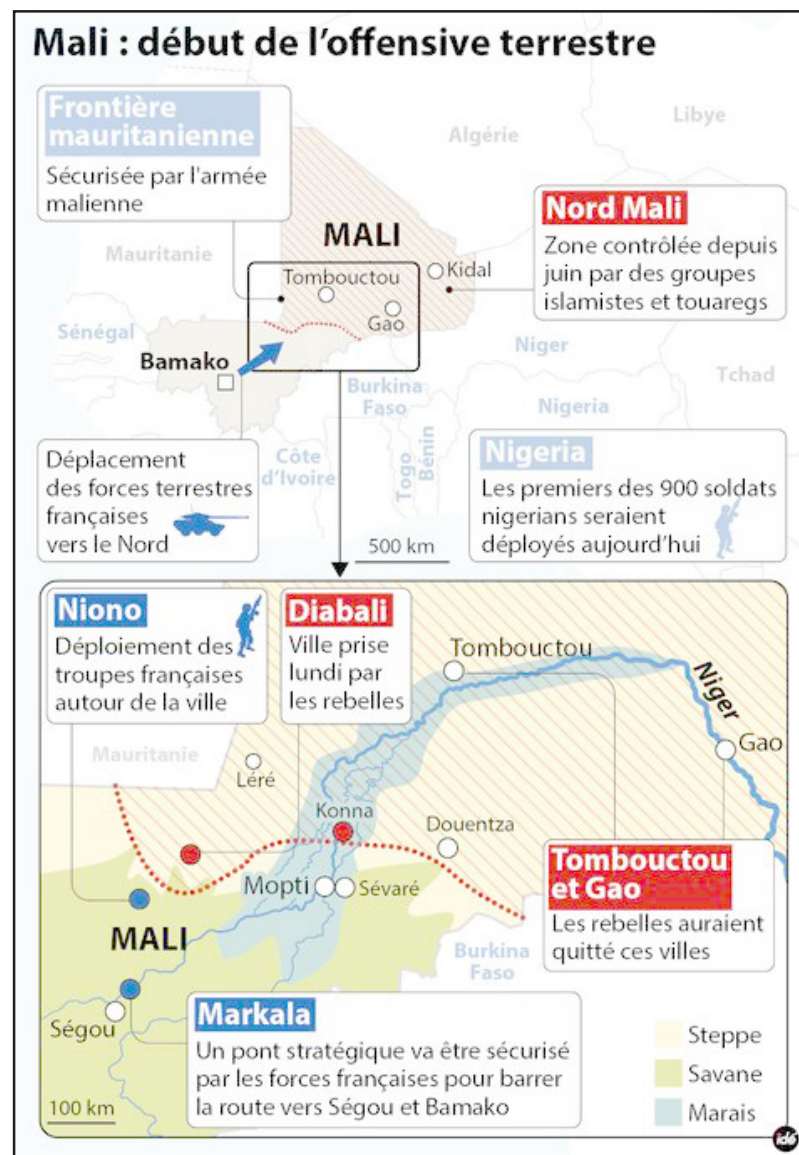 Mali : début de l'offensive terrestre
Frontière
mauritanienne
Sécurisée par l'armée
malienne
Algérie
Libye
Mauritanie
MALI
Tombouctou
Kidal
Gao
Nord Mali
Zone contrôlée depuis
juin par des groupes
islamistes et touaregs
Sénégal
Bamako
Niger
Tchad
Burkina
Faso
Nigeria
Côte
d'Ivoire
Togo
Bénin
Déplacement
des forces terrestres
françaises
vers le Nord
500 km
Nigeria
Les premiers des 900 soldats
nigerians seraient
déployés aujourd'hui
Niono
Déploiement des
troupes françaises
autour de la ville
Diabali
Ville prise
lundi par
les rebelles
Tombouctou
Niger
Gao
Mauritanie
Léré
Konna
Douentza
Mopti
Sévaré
MALI
Tombouctou
et Gao
Les rebelles auraient
quitté ces villes
Burkina
Faso
Ségou
Markala
Un pont stratégique va être sécurisé
par les forces françaises pour barrer
la route vers Ségou et Bamako
Steppe
Savane
Marais
100 km
idé